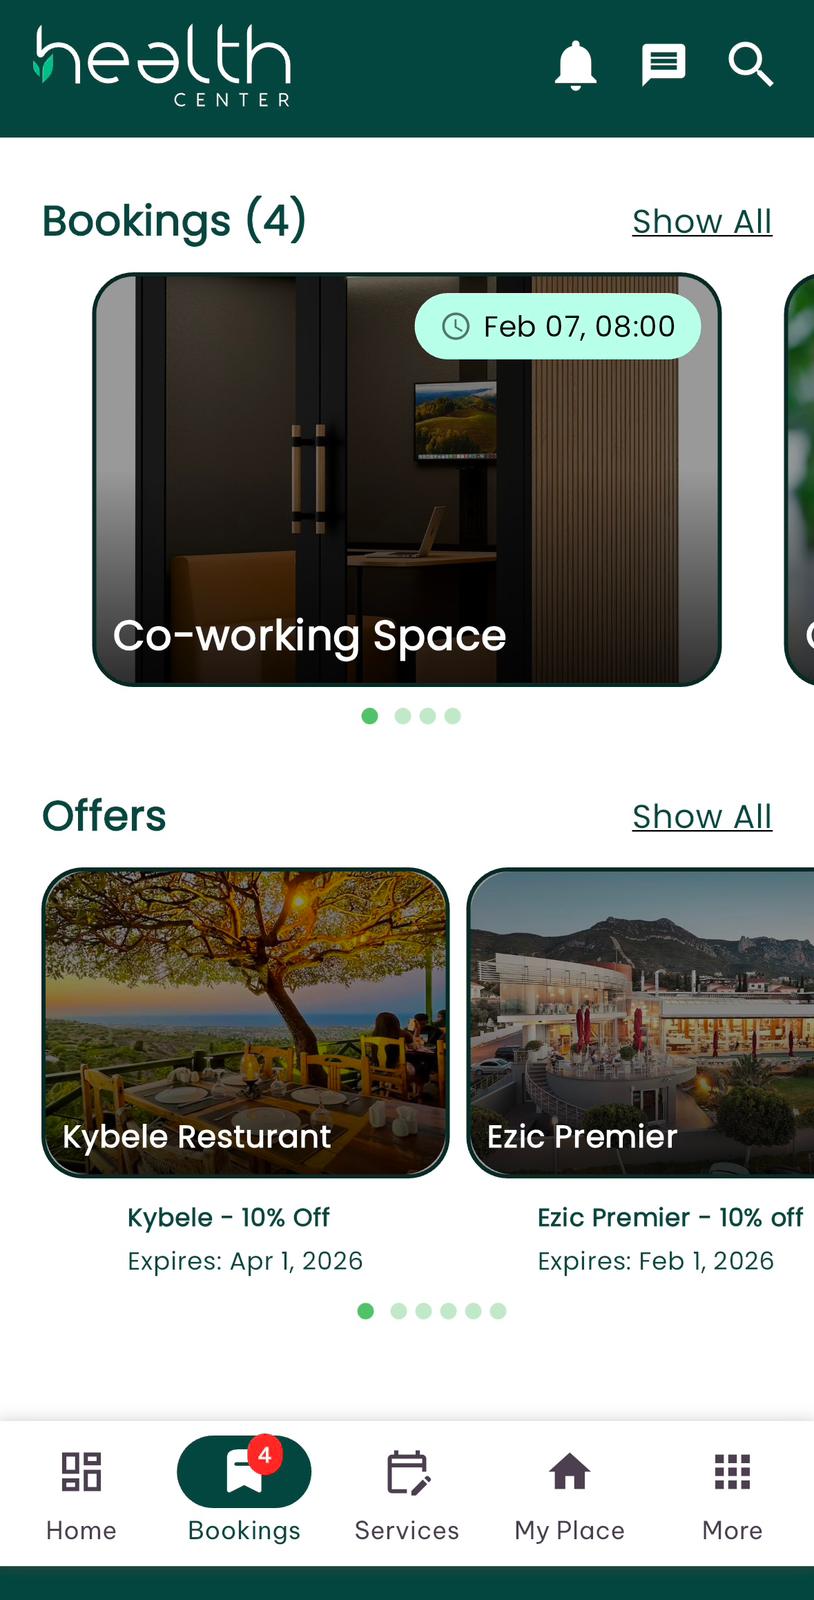 health
CENTER
Bookings (4)
Show All
Feb 07, 08:00
Co-working Space
Offers
Show All
Kybele Resturant
Ezic Premier
Kybele - 10% Off
Expires: Apr 1, 2026
Ezic Premier - 10% off
Expires: Feb 1, 2026
4
Home
Bookings
Services
My Place
More